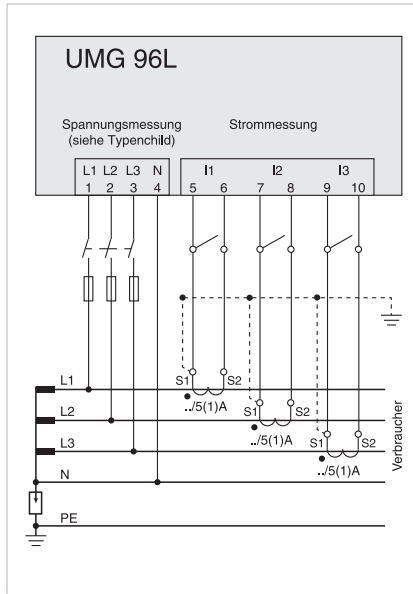 UMG 96L
Spannungsmessung
(siehe Typenchild)
Strommessung
L1 L2 L3 N
I1 I2 I3
1 2 3 4 5 6 7 8 9 10
L1
S1 S2
../5(1)A
L2
S1 S2
../5(1)A
L3
S1 S2
../5(1)A
N
PE
Verbraucher